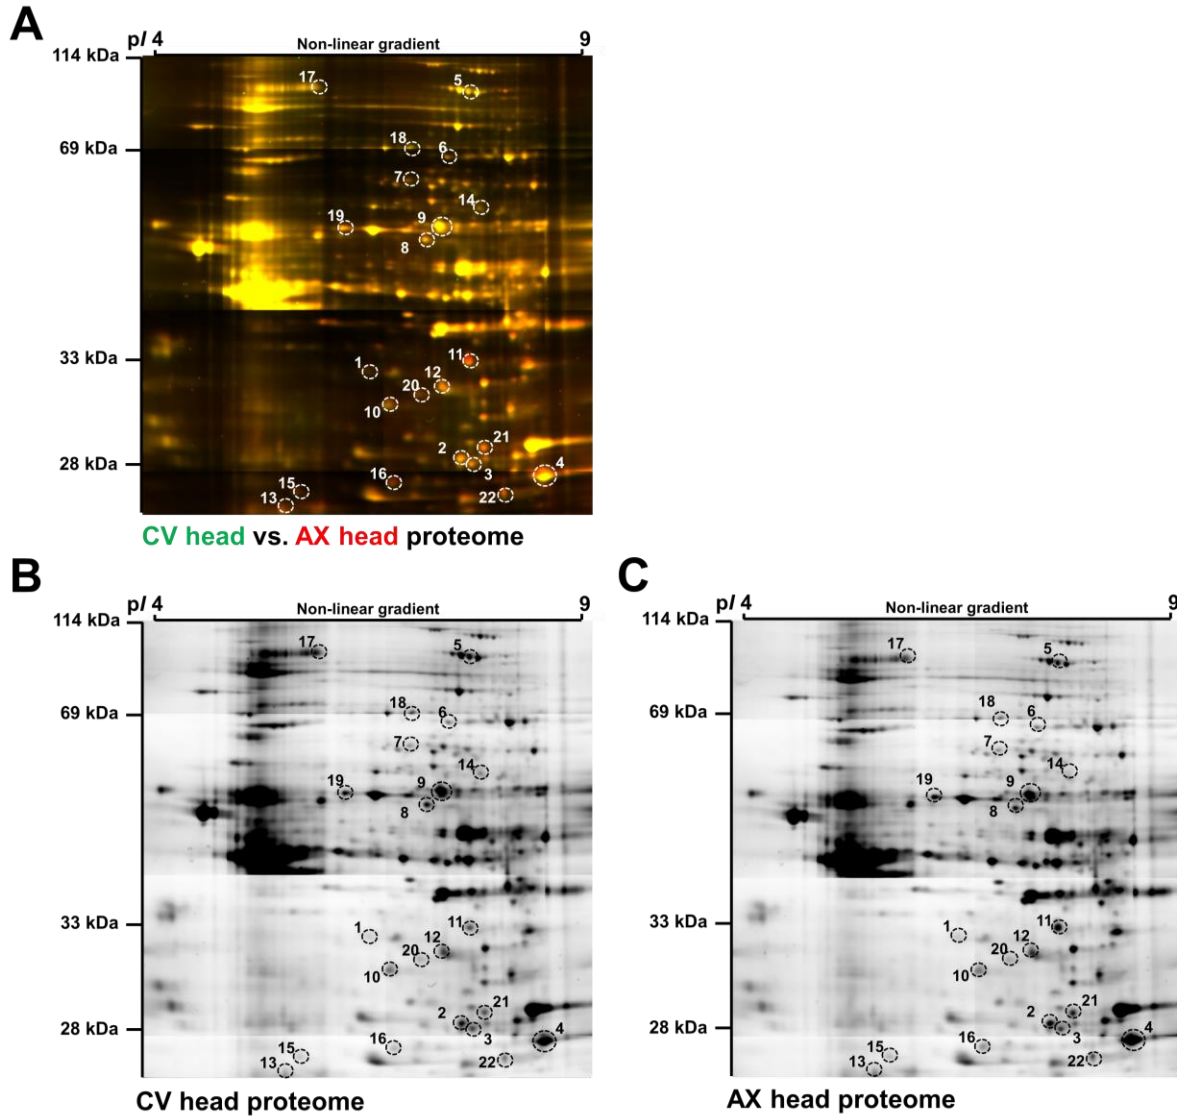 A
pI 4
Non-linear gradient
9
114 kDa
17
5
69 kDa
18
6
7
14
19
9
8
33 kDa
11
1
12
20
10
21
2
28 kDa
3
4
16
15
22
13
CV head vs. AX head proteome
B
pI 4
Non-linear gradient
9
114 kDa
17
5
69 kDa
18
6
7
14
19
9
8
33 kDa
11
1
12
20
10
21
2
28 kDa
3
4
16
15
22
13
CV head proteome
C
pI 4
Non-linear gradient
9
114 kDa
17
5
69 kDa
18
6
7
14
19
9
8
33 kDa
11
1
12
20
10
21
2
28 kDa
3
4
16
15
22
13
AX head proteome